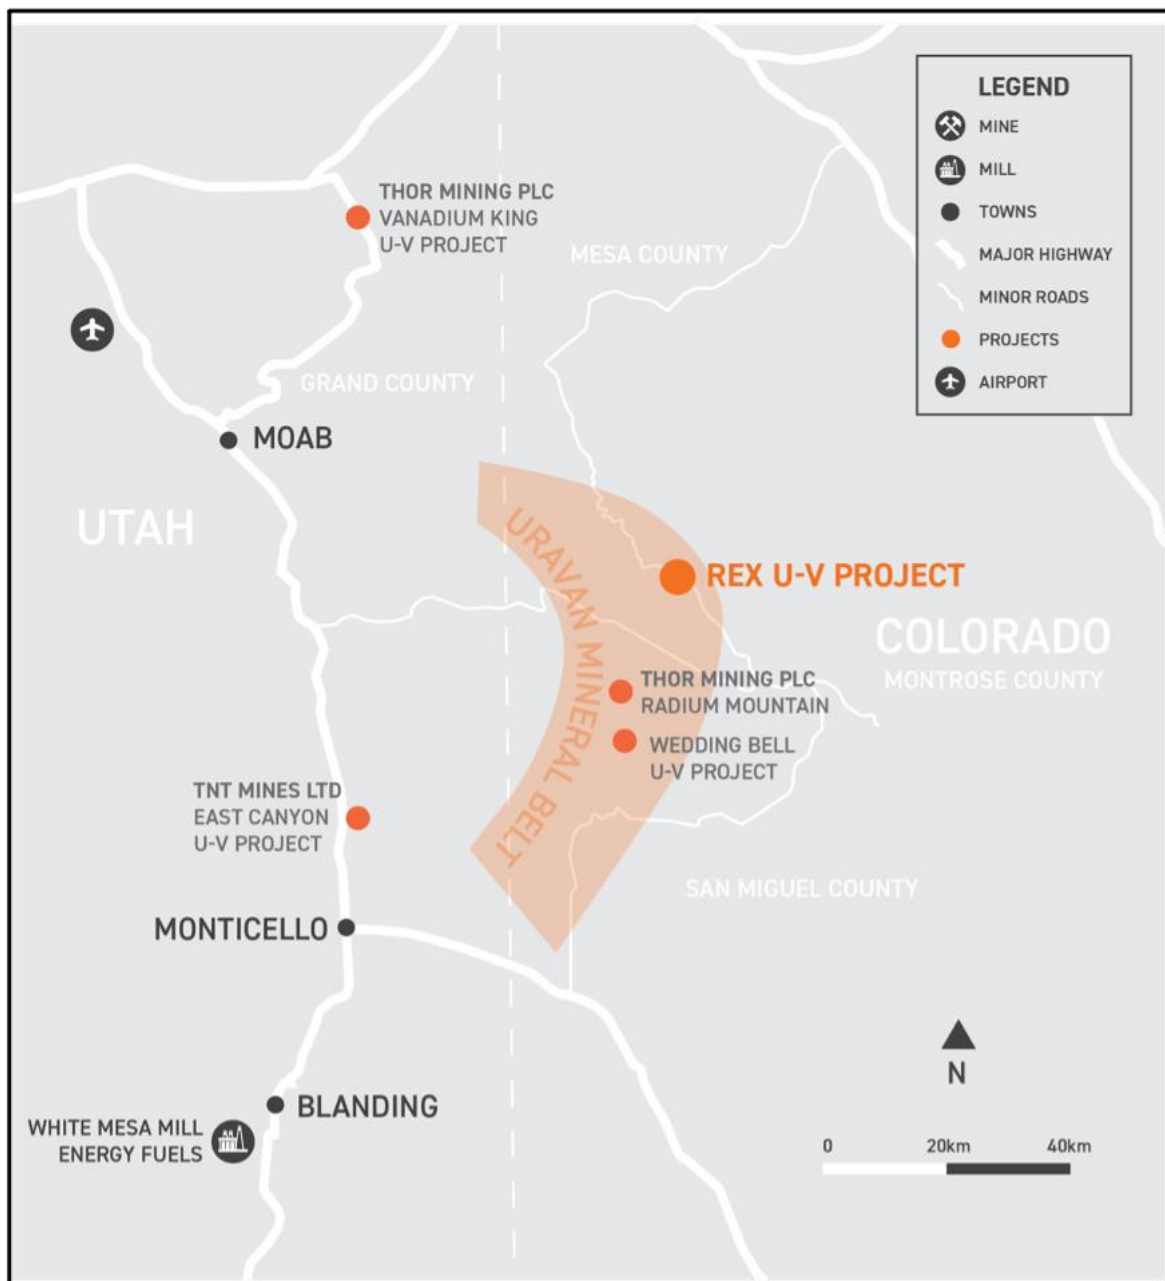 LEGEND
MINE
MILL
TOWNS
MAJOR HIGHWAY
MINOR ROADS
PROJECTS
AIRPORT
THOR MINING PLC
VANADIUM KING
U-V PROJECT
MESA COUNTY
GRAND COUNTY
MOAB
UTAH
URAVAN MINERAL BELT
REX U-V PROJECT
COLORADO
MONTROSE COUNTY
THOR MINING PLC
RADIUM MOUNTAIN
WEDDING BELL
U-V PROJECT
TNT MINES LTD
EAST CANYON
U-V PROJECT
SAN MIGUEL COUNTY
MONTICELLO
N
BLANDING
WHITE MESA MILL
ENERGY FUELS
0 20km 40km